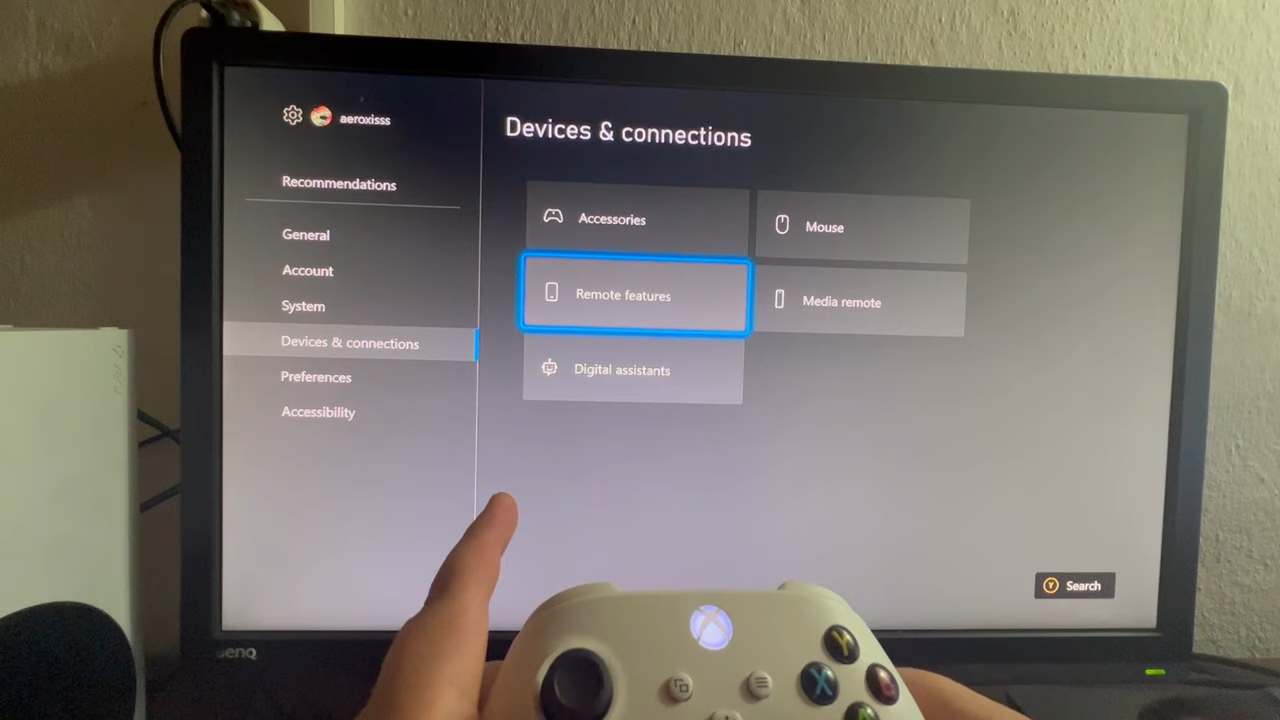 aeroxisss
Recommendations
General
Account
System
Devices & connections
Preferences
Accessibility
Devices & connections
Accessories
Mouse
Remote features
Media remote
Digital assistants
Y Search
BenQ
Y
X